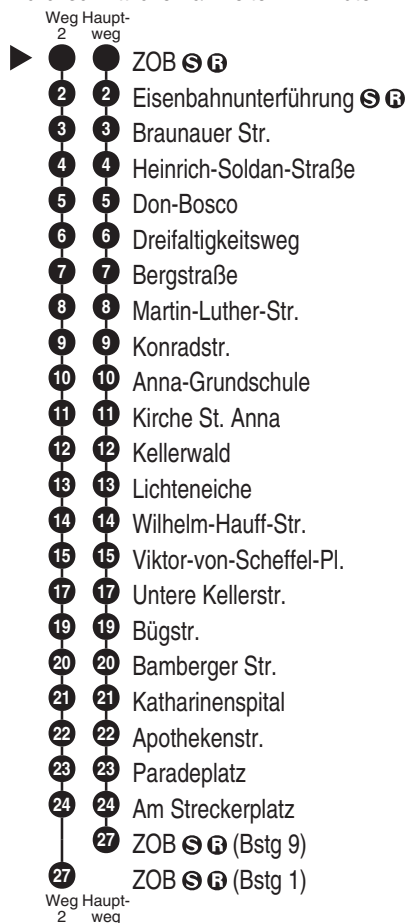 Weg Haupt-
2 weg
ZOB S R
2 2 Eisenbahnunterführung S R
3 3 Braunauer Str.
4 4 Heinrich-Soldan-Straße
5 5 Don-Bosco
6 6 Dreifaltigkeitsweg
7 7 Bergstraße
8 8 Martin-Luther-Str.
9 9 Konradstr.
10 10 Anna-Grundschule
11 11 Kirche St. Anna
12 12 Kellerwald
13 13 Lichteneiche
14 14 Wilhelm-Hauff-Str.
15 15 Viktor-von-Scheffel-Pl.
17 17 Untere Kellerstr.
19 19 Bügstr.
20 20 Bamberger Str.
21 21 Katharinenspital
22 22 Apothekenstr.
23 23 Paradeplatz
24 24 Am Streckerplatz
27 ZOB S R (Bstg 9)
27 ZOB S R (Bstg 1)
Weg Haupt-
2 weg